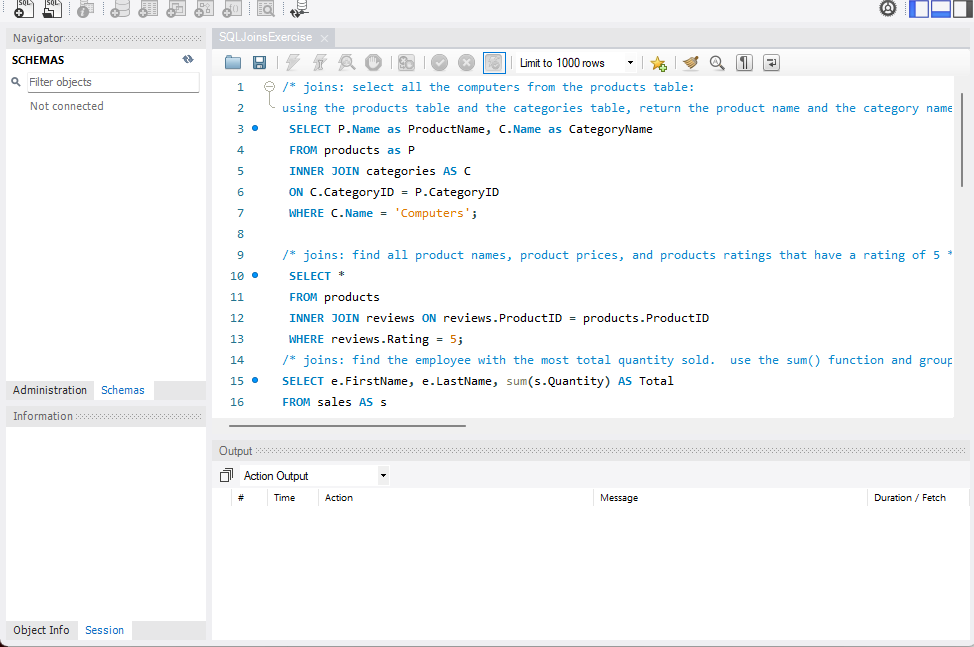 SQL SQL
Navigator
SCHEMAS
Filter objects
Not connected
Administration Schemas
Information
Object Info Session
SQLJoinsExercise
Limit to 1000 rows
1 /* joins: select all the computers from the products table:
2 using the products table and the categories table, return the product name and the category name
3 SELECT P.Name as ProductName, C.Name as CategoryName
4 FROM products as P
5 INNER JOIN categories AS C
6 ON C.CategoryID = P.CategoryID
7 WHERE C.Name = 'Computers';
8
9 /* joins: find all product names, product prices, and products ratings that have a rating of 5 *
10 SELECT *
11 FROM products
12 INNER JOIN reviews ON reviews.ProductID = products.ProductID
13 WHERE reviews.Rating = 5;
14 /* joins: find the employee with the most total quantity sold.  use the sum() function and group
15 SELECT e.FirstName, e.LastName, sum(s.Quantity) AS Total
16 FROM sales AS s
Output
Action Output
# Time Action Message Duration / Fetch